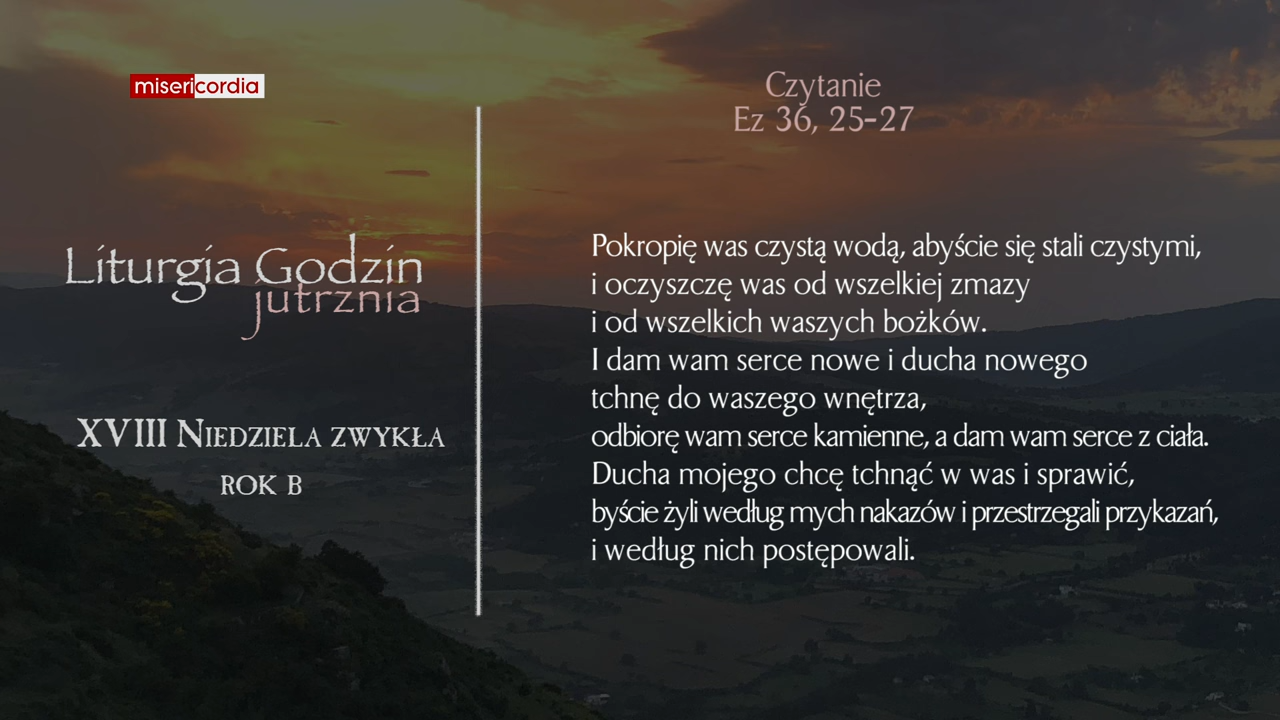 misericordia
Liturgia Godzin
jutrznia
XVIII Niedziela zwykła
rok B
Czytanie
Ez 36, 25-27
Pokropię was czystą wodą, abyście się stali czystymi,
i oczyszczę was od wszelkiej zmazy
i od wszelkich waszych bożków.
I dam wam serce nowe i ducha nowego
tchnę do waszego wnętrza,
odbiorę wam serce kamienne, a dam wam serce z ciała.
Ducha mojego chcę tchnąć w was i sprawić,
byście żyli według mych nakazów i przestrzegali przykazań,
i według nich postępowali.